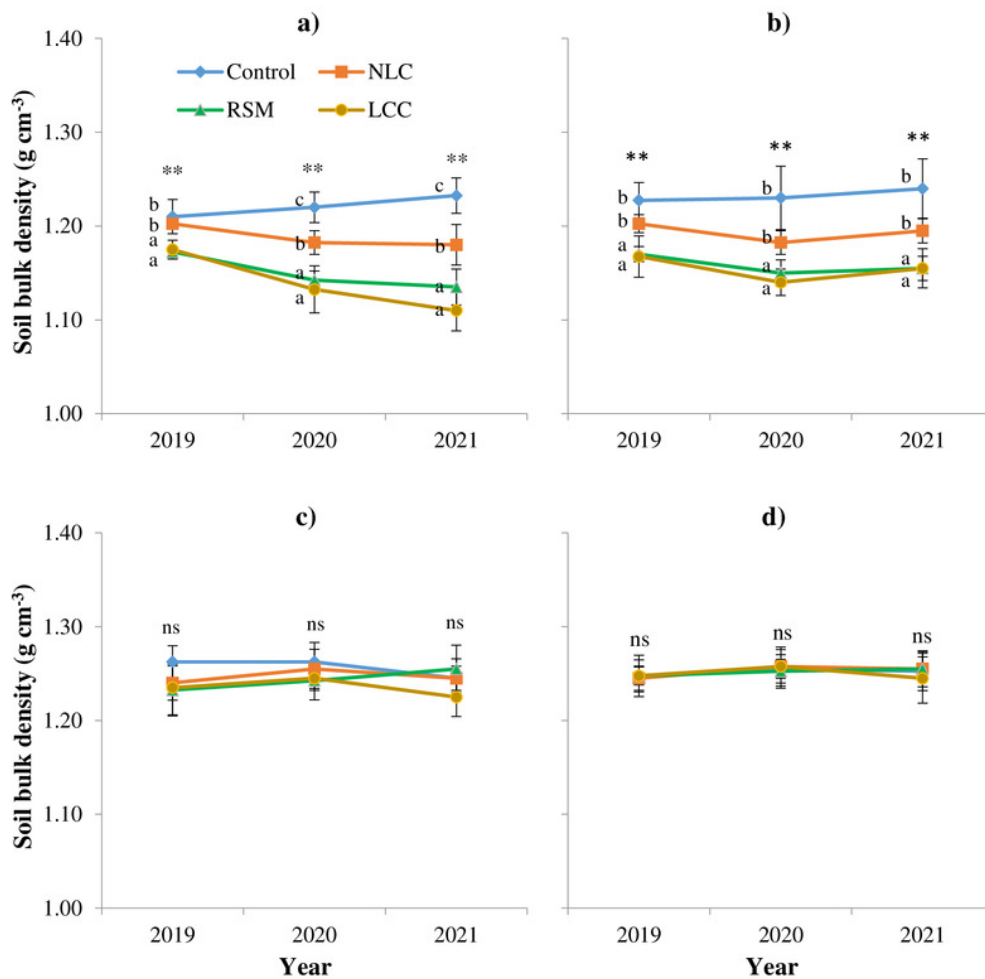 a)
b)
Control
NLC
RSM
LCC
Soil bulk density (g cm⁻³)
1.40
1.30
1.20
1.10
1.00
**
**
**
b
b
a
a
c
b
a
a
c
b
a
a
2019
2020
2021
**
**
**
b
b
a
a
b
b
a
a
b
b
a
a
2019
2020
2021
c)
d)
Soil bulk density (g cm⁻³)
1.40
1.30
1.20
1.10
1.00
ns
ns
ns
2019
2020
2021
Year
ns
ns
ns
2019
2020
2021
Year